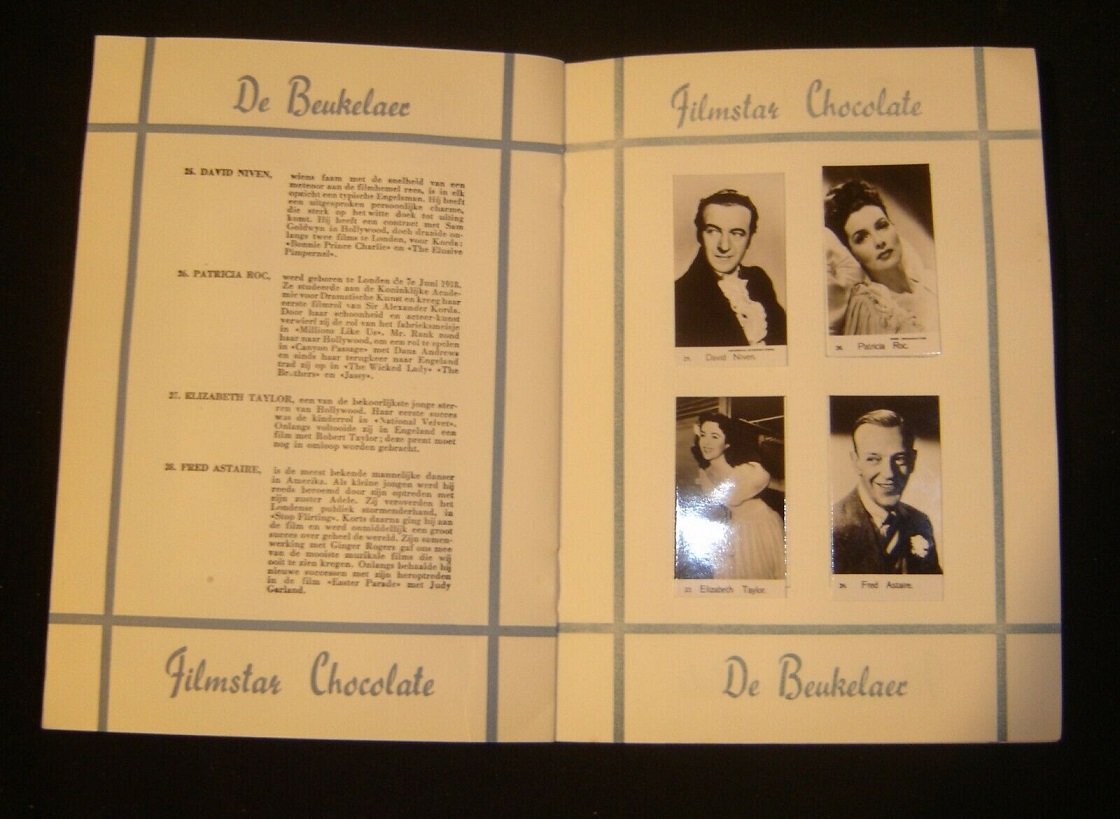 De Beukelaer
25. DAVID NIVEN, wiens faam met de snelheid van een
meteoor aan de filmhemel rees, is in elk
opzicht een typische Engelsman. Hij heeft
een uitgesproken persoonlijke charme,
die sterk op het witte doek tot uiting
komt. Hij heeft een contract met Sam
Goldwyn in Hollywood, doch draaide on-
langs twee films te Londen, voor Korda:
«Bonnie Prince Charlie» en «The Elusive
Pimpernel».
26. PATRICIA ROC, werd geboren te Londen de 7e Juni 1918.
Ze studeerde aan de Koninklijke Acade-
mie voor Dramatische Kunst en kreeg haar
eerste filmrol van Sir Alexander Korda.
Door haar schoonheid en acteer-kunst
verwierf zij de rol van het fabrieksmeisje
in «Millions Like Us». Mr. Rank zond
haar naar Hollywood, om een rol te spelen
in «Canyon Passage» met Dana Andrews
en sinds haar terugkeer naar Engeland
trad zij op in «The Wicked Lady» «The
Brothers» en «Jassy».
27. ELIZABETH TAYLOR, een van de bekoorlijkste jonge ster-
ren van Hollywood. Haar eerste succes
was de kinderrol in «National Velvet».
Onlangs voltooide zij in Engeland een
film met Robert Taylor; deze prent moet
nog in omloop worden gebracht.
28. FRED ASTAIRE, is de meest bekende mannelijke danser
in Amerika. Als kleine jongen werd hij
reeds beroemd door zijn optreden met
zijn zuster Adele. Zij veroverden het
Londense publiek stormenderhand, in
«Stop Flirting». Korts daarna ging hij aan
de film en werd onmiddellijk een groot
succes over geheel de wereld. Zijn samen-
werking met Ginger Rogers gaf ons mee
van de mooiste muzikale films die wij
ooit te zien kregen. Onlangs behaalde hij
nieuwe successen met zijn heroptreden
in de film «Easter Parade» met Judy
Garland.
Filmstar Chocolate
Filmstar Chocolate
25. David Niven.
26. Patricia Roc.
27. Elizabeth Taylor.
28. Fred Astaire.
De Beukelaer